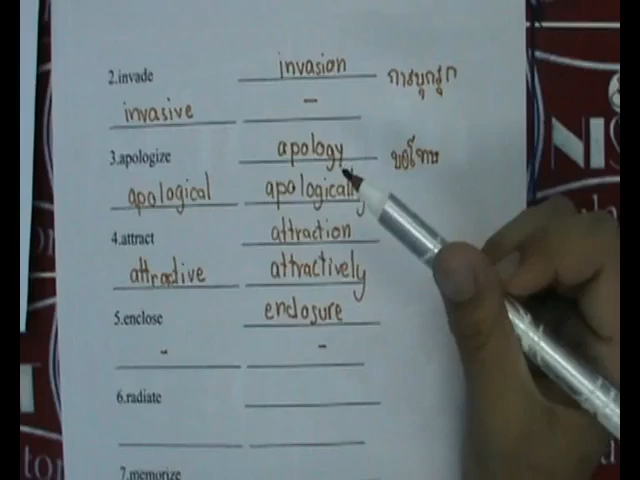 2.invade invasion การบุกรุก
invasive -
3.apologize apology ขอโทษ
apological apologically
4.attract attraction
attractive attractively
5.enclose enclosure
- -
6.radiate
7.memorize